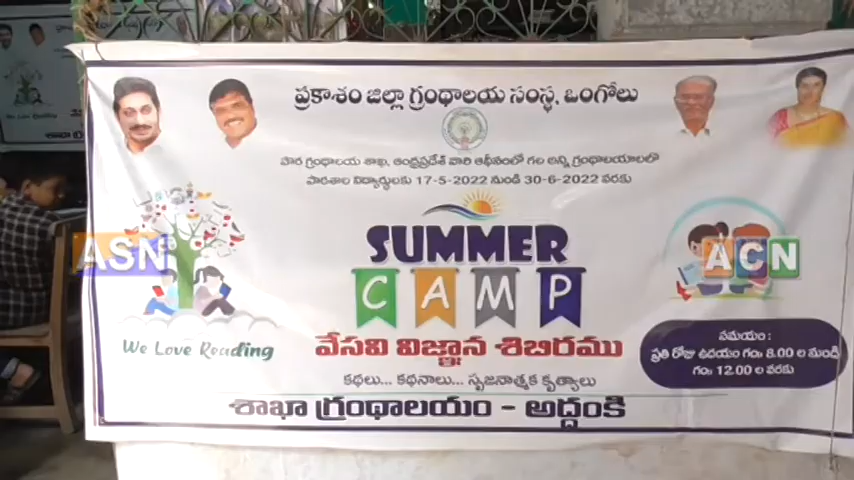 ప్రకాశం జిల్లా గ్రంథాలయ సంస్థ, ఒంగోలు
పౌర గ్రంథాలయ శాఖ, ఆంధ్రప్రదేశ్ వారి ఆధీనంలో గల అన్ని గ్రంథాలయాలలో
పాఠశాల విద్యార్థులకు 17-5-2022 నుండి 30-6-2022 వరకు
SUMMER
CAMP
ASN
ACN
We Love Reading
వేసవి విజ్ఞాన శిబిరము
సమయం :
ప్రతి రోజు ఉదయం గం॥ 8.00 ల నుండి
గం॥ 12.00 ల వరకు
కథలు... కథనాలు... సృజనాత్మక కృత్యాలు
శాఖా గ్రంథాలయం - అద్దంకి